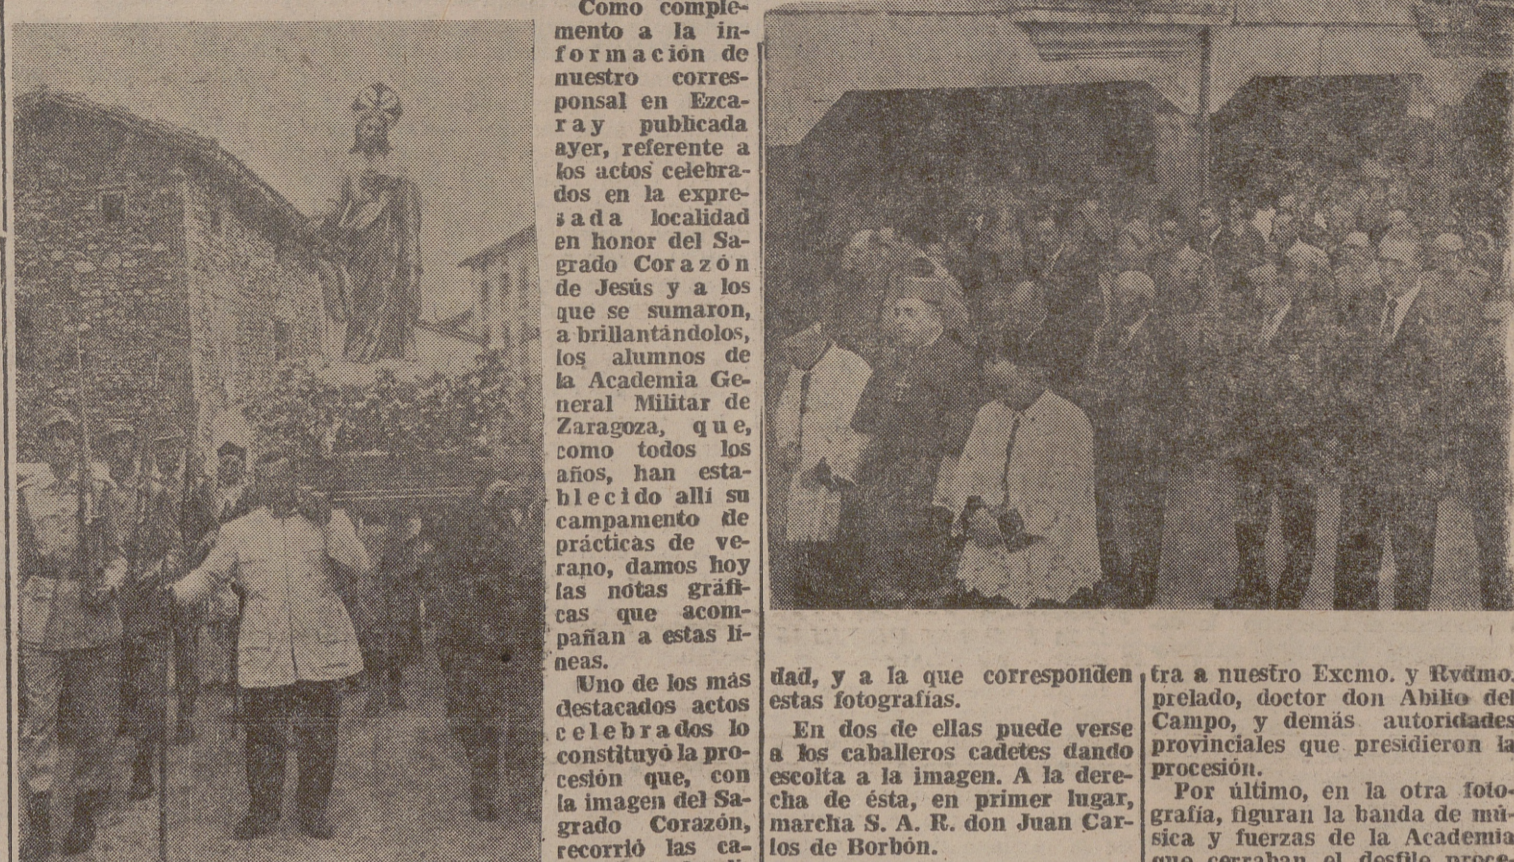 Como comple-
mento a la in-
formación de
nuestro corres-
ponsal en Ezca-
ray publicada
ayer, referente a
los actos celebra-
dos en la expre-
sada localidad
en honor del Sa-
grado Corazón
de Jesús y a los
que se sumaron,
abrillantándolos,
los alumnos de
la Academia Ge-
neral Militar de
Zaragoza, que,
como todos los
años, han esta-
blecido allí su
campamento de
prácticas de ve-
rano, damos hoy
las notas gráfi-
cas que acom-
pañan a estas lí-
neas.
Uno de los más
destacados actos
celebrados lo
constituyó la pro-
cesión que, con
la imagen del Sa-
grado Corazón,
recorrió las ca-
dad, y a la que corresponden
estas fotografías.
En dos de ellas puede verse
a los caballeros cadetes dando
escolta a la imagen. A la dere-
cha de ésta, en primer lugar,
marcha S. A. R. don Juan Car-
los de Borbón.
tra a nuestro Excmo. y Rvdmo.
prelado, doctor don Abilio del
Campo, y demás autoridades
provinciales que presidieron la
procesión.
Por último, en la otra foto-
grafía, figuran la banda de mú-
sica y fuerzas de la Academia
que cerraban el desfile proce-